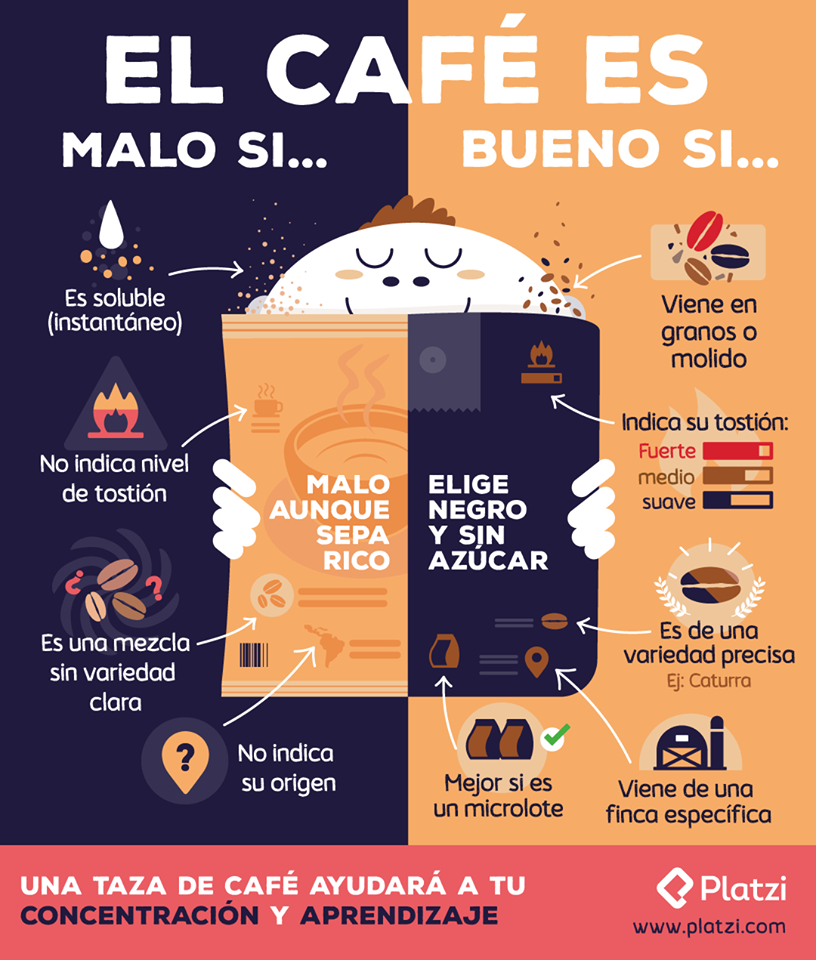 EL CAFÉ ES
MALO SI...
BUENO SI...
Es soluble
(instantáneo)
No indica nivel
de tostión
¿ ?
Es una mezcla
sin variedad
clara
?
No indica
su origen
MALO
AUNQUE
SEPA
RICO
ELIGE
NEGRO
Y SIN
AZÚCAR
Viene en
granos o
molido
Indica su tostión:
Fuerte
medio
suave
Es de una
variedad precisa
Ej: Caturra
Mejor si es
un microlote
Viene de una
finca específica
UNA TAZA DE CAFÉ AYUDARÁ A TU
CONCENTRACIÓN Y APRENDIZAJE
Platzi
www.platzi.com